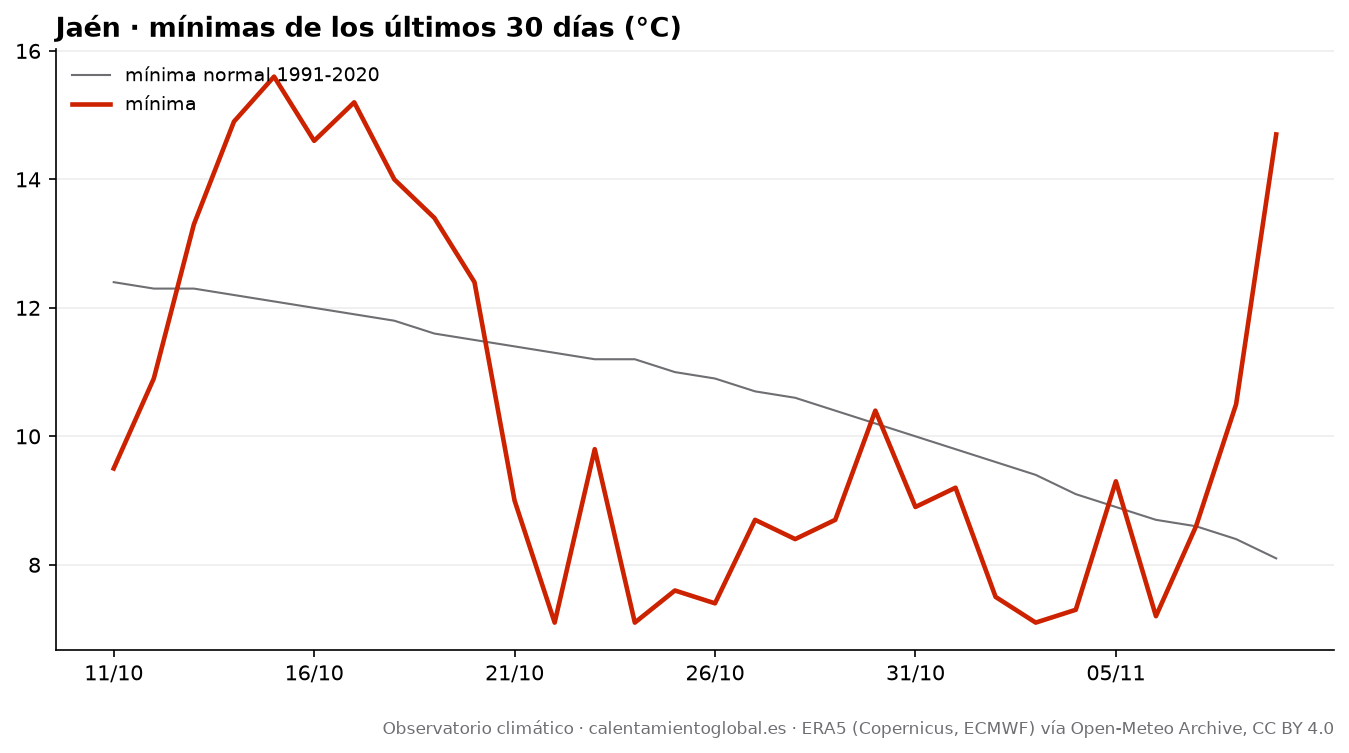 Jaén · mínimas de los últimos 30 días (°C)
mínima normal 1991-2020
mínima
16
14
12
10
8
11/10 16/10 21/10 26/10 31/10 05/11
Observatorio climático · calentamientoglobal.es · ERA5 (Copernicus, ECMWF) vía Open-Meteo Archive, CC BY 4.0